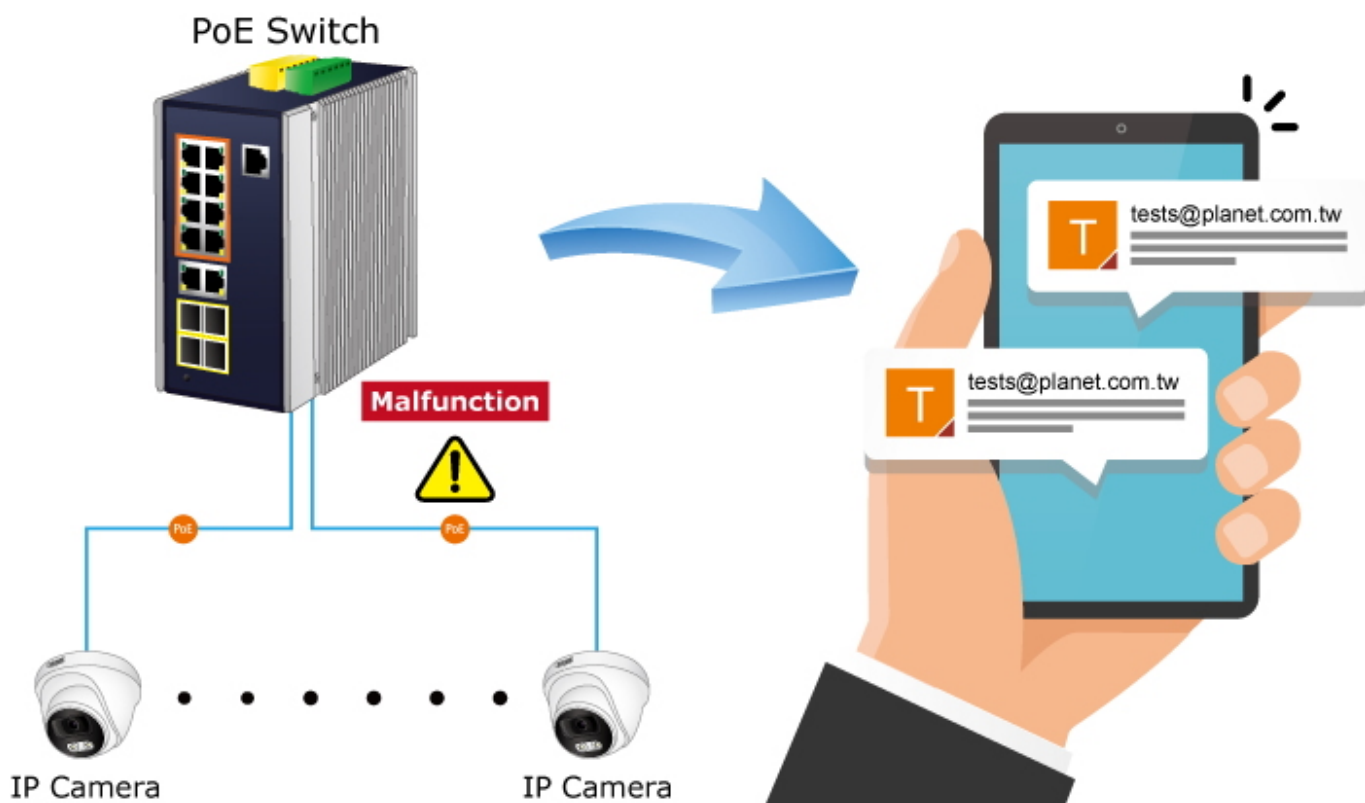 PoE Switch
T
tests@planet.com.tw
T
tests@planet.com.tw
Malfunction
!
PoE
PoE
IP Camera
IP Camera